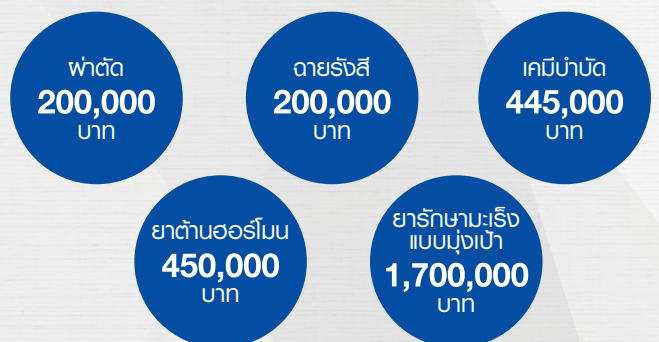 ผ่าตัด
200,000
บาท
ฉายรังสี
200,000
บาท
เคมีบำบัด
445,000
บาท
ยาต้านฮอร์โมน
450,000
บาท
ยารักษามะเร็ง
แบบมุ่งเป้า
1,700,000
บาท